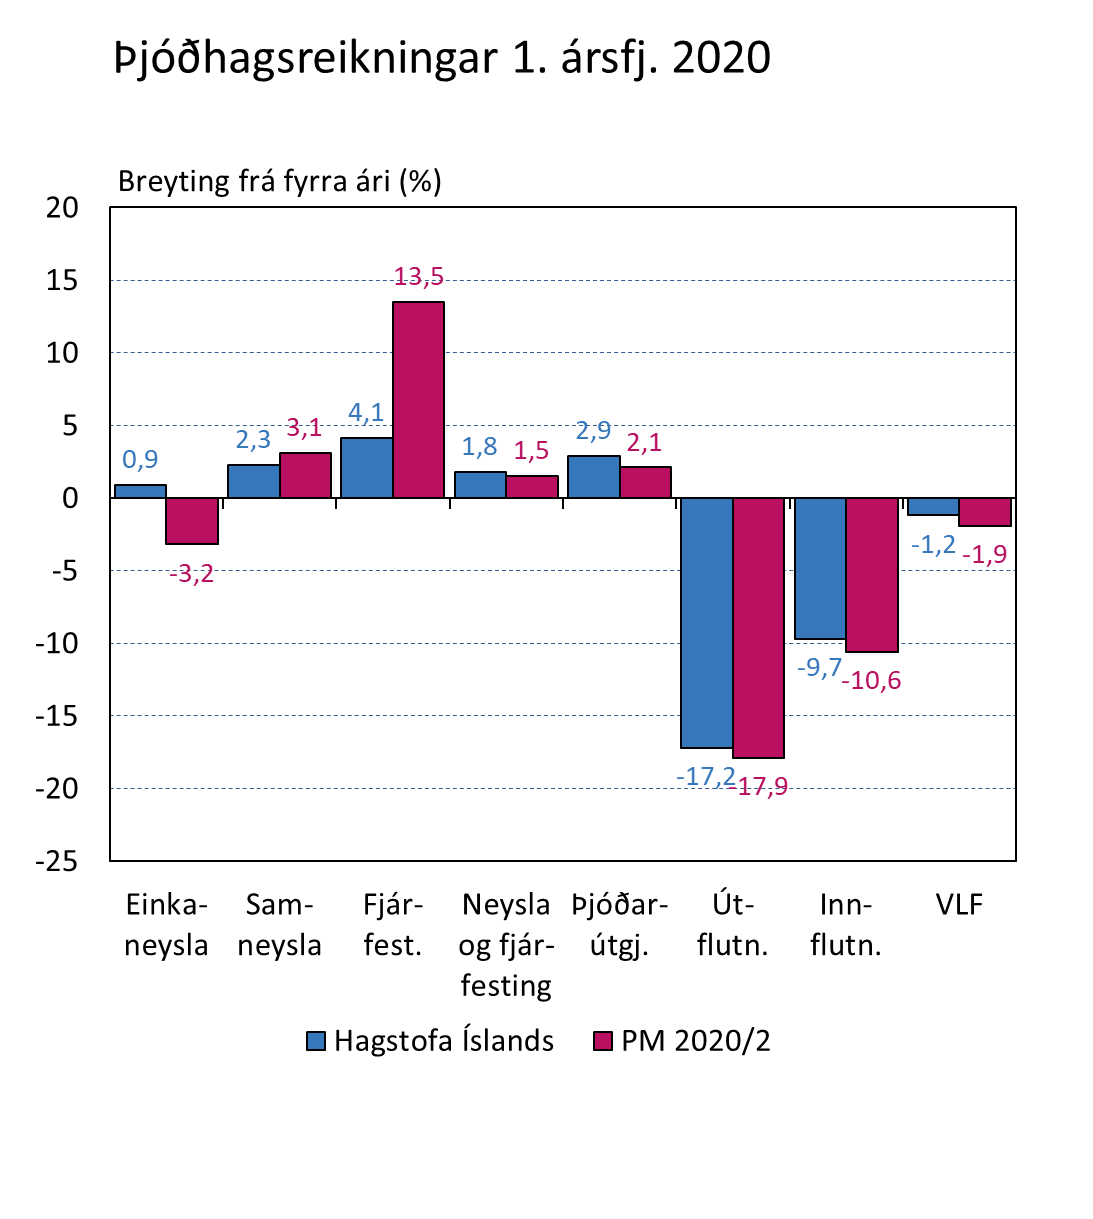 Þjóðhagsreikningar 1. ársfj. 2020
Breyting frá fyrra ári (%)
20
15
10
5
0
-5
-10
-15
-20
-25
0,9
-3,2
2,3
3,1
4,1
13,5
1,8
1,5
2,9
2,1
-17,2
-17,9
-9,7
-10,6
-1,2
-1,9
Einka-
neysla
Sam-
neysla
Fjár-
fest.
Neysla
og fjár-
festing
Þjóðar-
útgj.
Út-
flutn.
Inn-
flutn.
VLF
Hagstofa Íslands
PM 2020/2